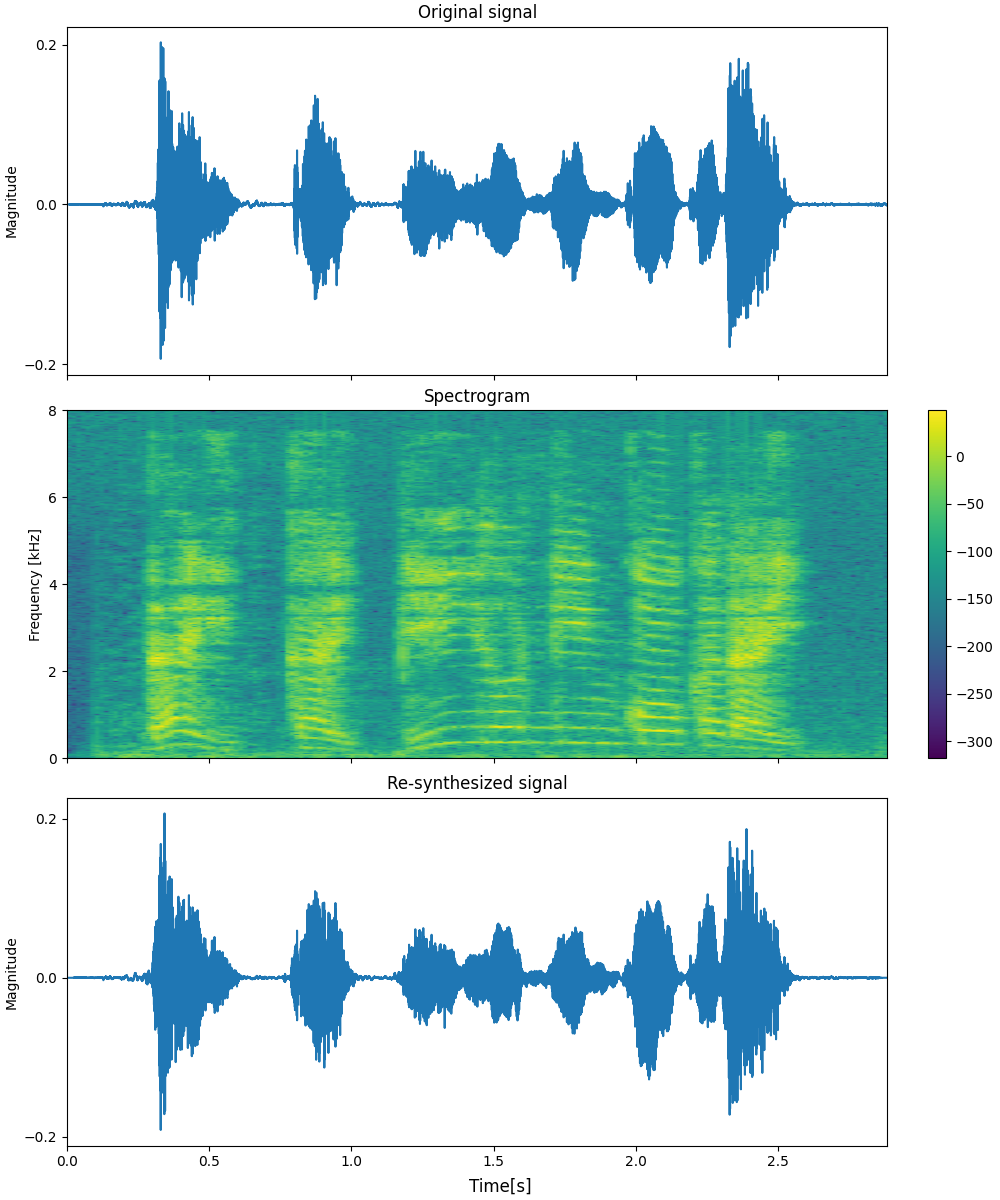 Original signal
0.2
0.0
−0.2
Magnitude
Spectrogram
8
6
4
2
0
Frequency [kHz]
0
−50
−100
−150
−200
−250
−300
Re-synthesized signal
0.2
0.0
−0.2
Magnitude
0.0 0.5 1.0 1.5 2.0 2.5
Time[s]